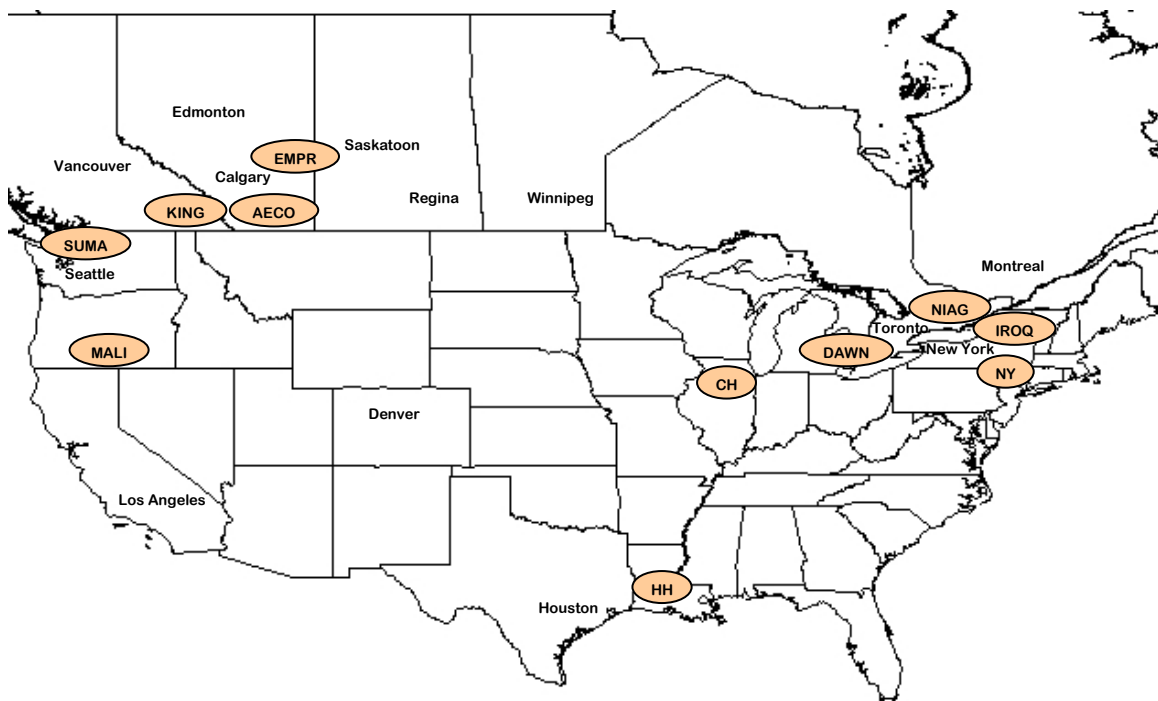 Edmonton
Saskatoon
EMPR
Vancouver
Calgary
Regina
Winnipeg
KING
AECO
SUMA
Seattle
Montreal
NIAG
Toronto
IROQ
MALI
DAWN
New York
NY
CH
Denver
Los Angeles
HH
Houston